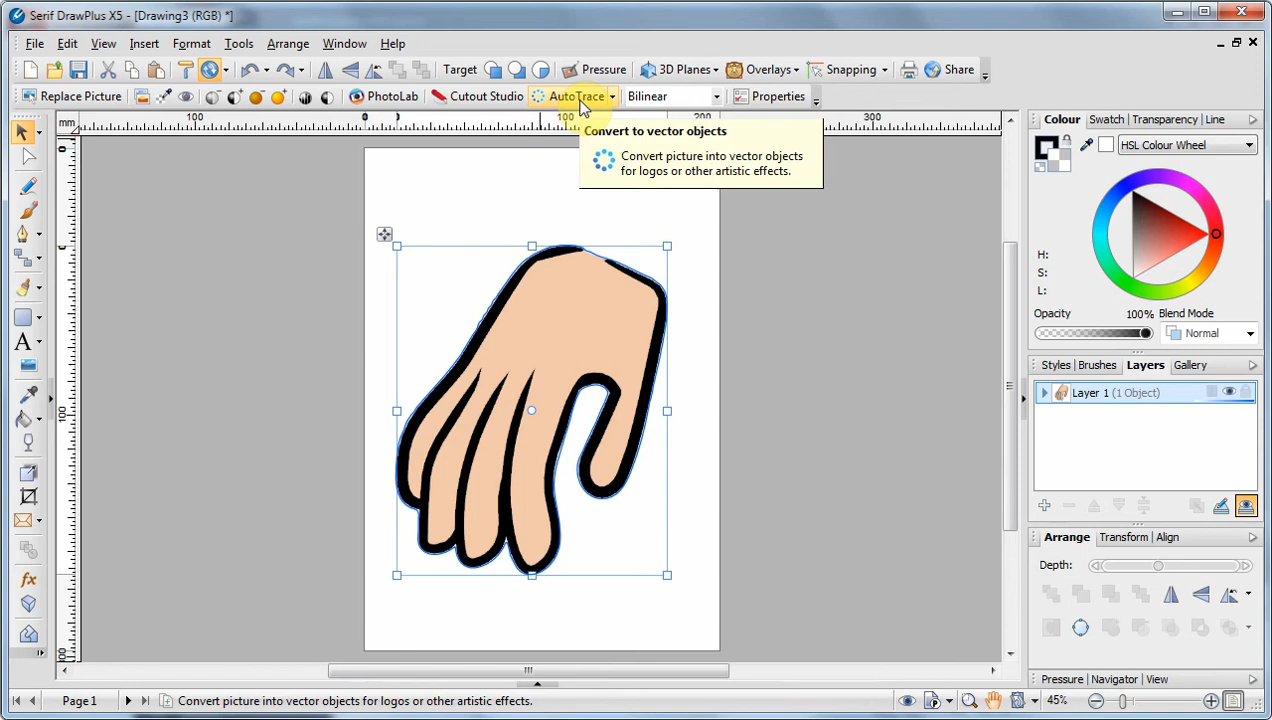 Serif DrawPlus X5 - [Drawing3 (RGB) *]
File Edit View Insert Format Tools Arrange Window Help
Target Pressure 3D Planes Overlays Snapping Share
Replace Picture PhotoLab Cutout Studio AutoTrace Bilinear Properties
mm 0 100 200 300
Convert to vector objects
Convert picture into vector objects
for logos or other artistic effects.
0
100
Colour Swatch Transparency Line
HSL Colour Wheel
H:
S:
L:
Opacity 100% Blend Mode
Normal
Styles Brushes Layers Gallery
Layer 1 (1 Object)
Arrange Transform Align
Depth:
Pressure Navigator View
A
fx
Page 1 Convert picture into vector objects for logos or other artistic effects. 45%